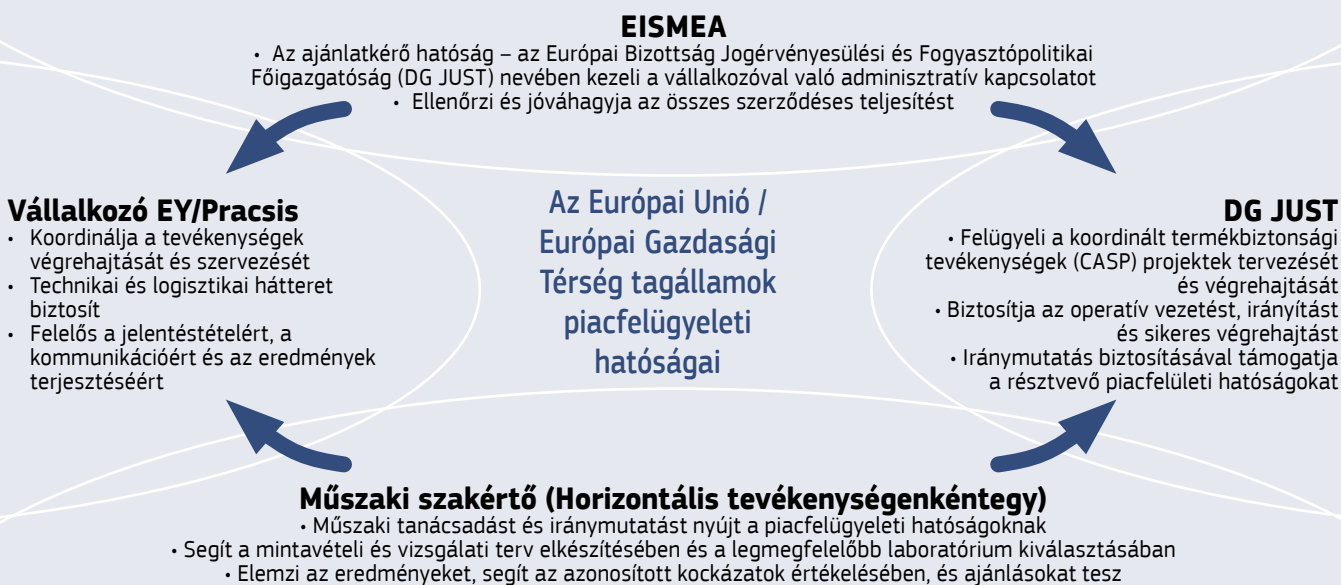 EISMEA
• Az ajánlatkérő hatóság – az Európai Bizottság Jogérvényesülési és Fogyasztópolitikai
Főigazgatóság (DG JUST) nevében kezeli a vállalkozóval való adminisztratív kapcsolatot
• Ellenőrzi és jóváhagyja az összes szerződéses teljesítést
Vállalkozó EY/Pracsis
• Koordinálja a tevékenységek
végrehajtását és szervezését
• Technikai és logisztikai hátteret
biztosít
• Felelős a jelentéstételért, a
kommunikációért és az eredmények
terjesztéséért
Az Európai Unió /
Európai Gazdasági
Térség tagállamok
piacfelügyeleti
hatóságai
DG JUST
• Felügyeli a koordinált termékbiztonsági
tevékenységek (CASP) projektek tervezését
és végrehajtását
• Biztosítja az operatív vezetést, irányítást
és sikeres végrehajtást
• Iránymutatás biztosításával támogatja
a résztvevő piacfelületi hatóságokat
Műszaki szakértő (Horizontális tevékenységenkéntegy)
• Műszaki tanácsadást és iránymutatást nyújt a piacfelügyeleti hatóságoknak
• Segít a mintavételi és vizsgálati terv elkészítésében és a legmegfelelőbb laboratórium kiválasztásában
• Elemzi az eredményeket, segít az azonosított kockázatok értékelésében, és ajánlásokat tesz